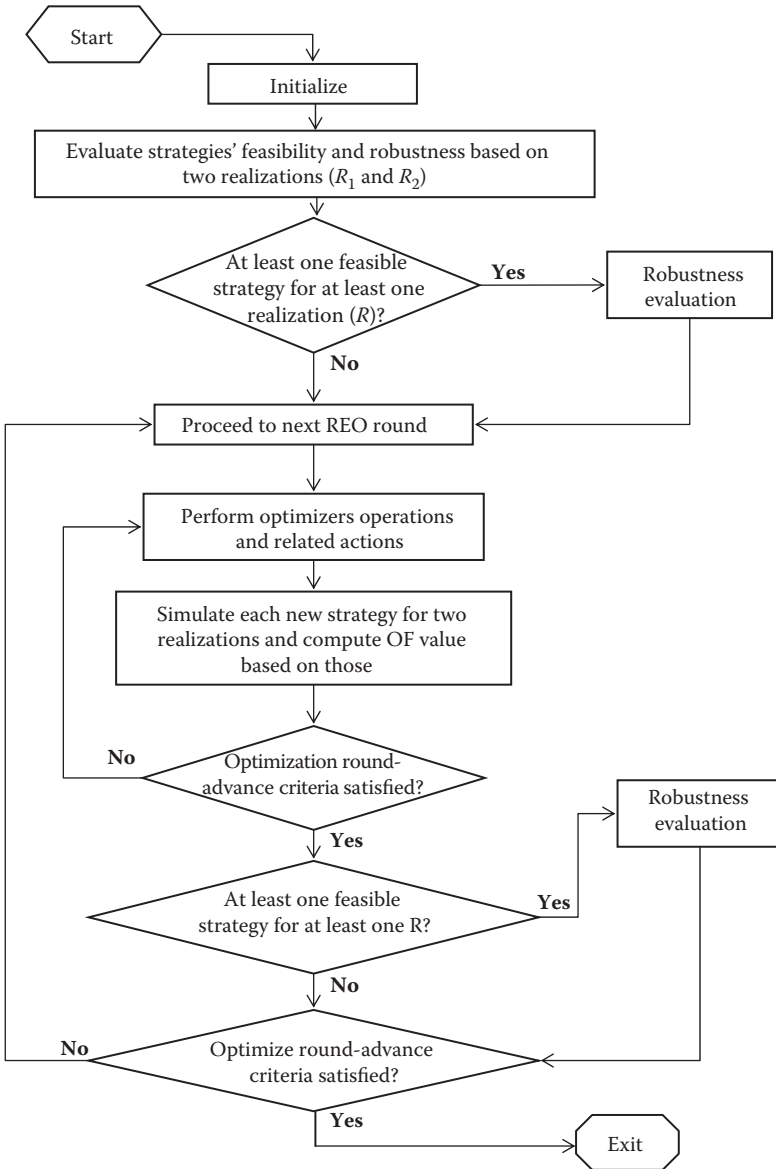 Start
Initialize
Evaluate strategies’ feasibility and robustness based on
two realizations (R₁ and R₂)
At least one feasible
strategy for at least one
realization (R)?
Yes
Robustness
evaluation
No
Proceed to next REO round
Perform optimizers operations
and related actions
Simulate each new strategy for two
realizations and compute OF value
based on those
No
Optimization round-
advance criteria satisfied?
Robustness
evaluation
Yes
At least one feasible
strategy for at least one R?
Yes
No
No
Optimize round-advance
criteria satisfied?
Yes
Exit